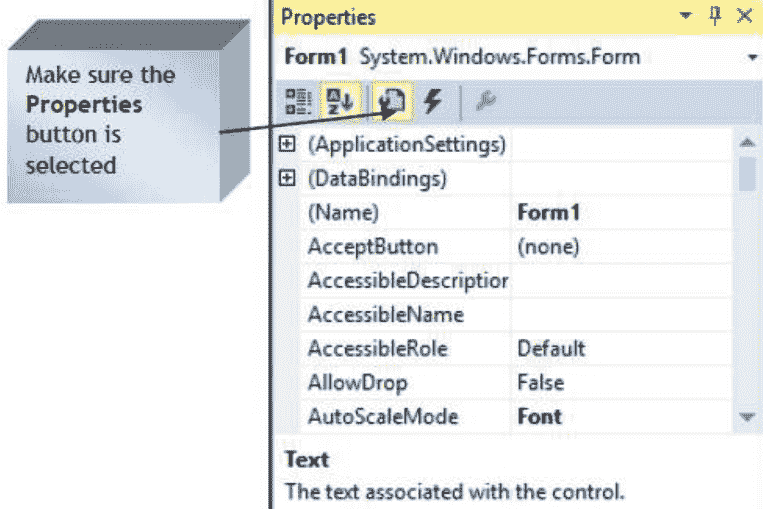 Make sure the
Properties
button is
selected
Properties
Form1 System.Windows.Forms.Form
(ApplicationSettings)
(DataBindings)
(Name) Form1
AcceptButton (none)
AccessibleDescription
AccessibleName
AccessibleRole Default
AllowDrop False
AutoScaleMode Font
Text
The text associated with the control.